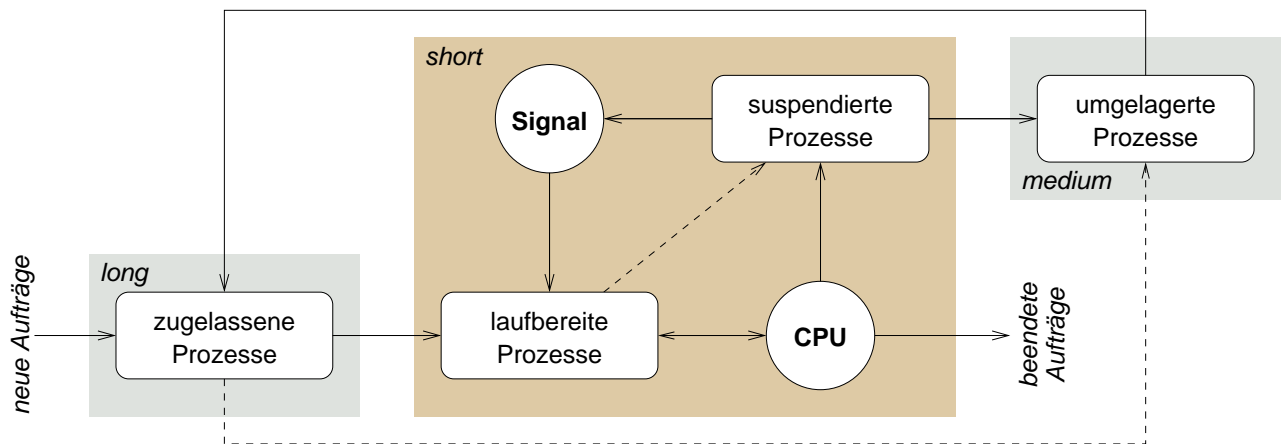 short
Signal
suspendierte
Prozesse
umgelagerte
Prozesse
medium
long
neue Aufträge
zugelassene
Prozesse
laufbereite
Prozesse
CPU
beendete
Aufträge